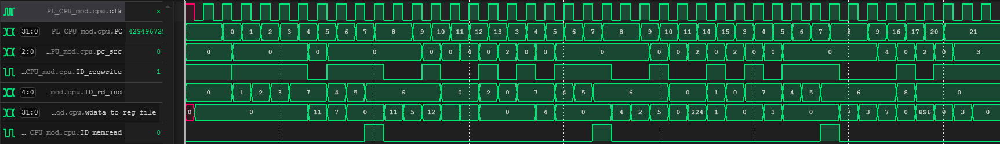 PL_CPU_mod.cpu.clk x
31:0 PL_CPU_mod.cpu.PC 429496729 0 1 2 3 4 5 6 7 8 9 10 11 12 13 3 4 5 6 7 8 9 10 11 14 15 3 4 5 6 7 8 9 16 17 20 21
2:0 …PU_mod.cpu.pc_src 0 0 0 0 0 0 0 4 0 2 0 0 0 0 0 2 0 2 0 0 0 4 0 2 0 3
…CPU_mod.cpu.ID_regwrite 1
4:0 …mod.cpu.ID_rd_ind 0 0 1 2 3 7 4 5 6 0 2 0 7 4 5 6 0 1 0 7 4 5 6 8 0
31:0 …od.cpu.wdata_to_reg_file 0 0 11 7 0 11 5 12 0 0 0 4 0 4 2 5 0 224 1 0 3 0 7 3 7 0 896 0 3 0
…_CPU_mod.cpu.ID_memread 0